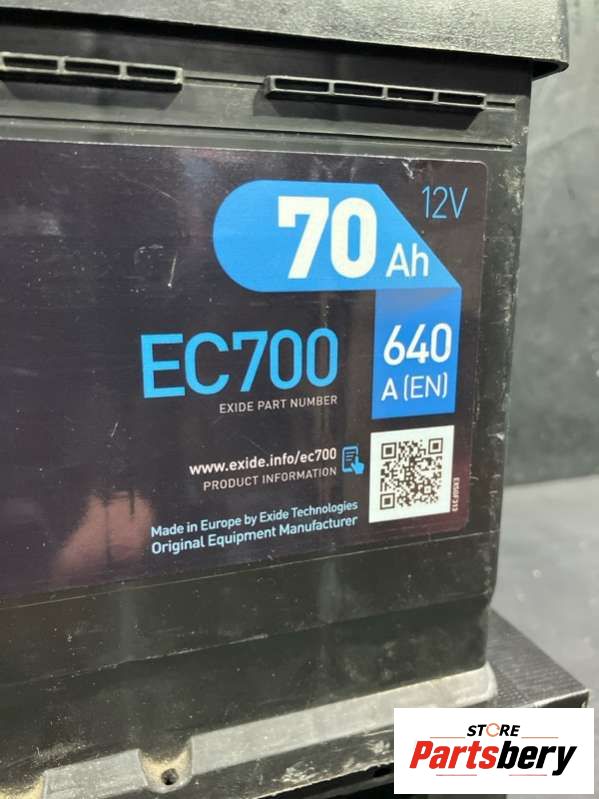 12V
70 Ah
640
A (EN)
EC700
EXIDE PART NUMBER
www.exide.info/ec700
PRODUCT INFORMATION
Made in Europe by Exide Technologies
Original Equipment Manufacturer
STORE
Partsbery